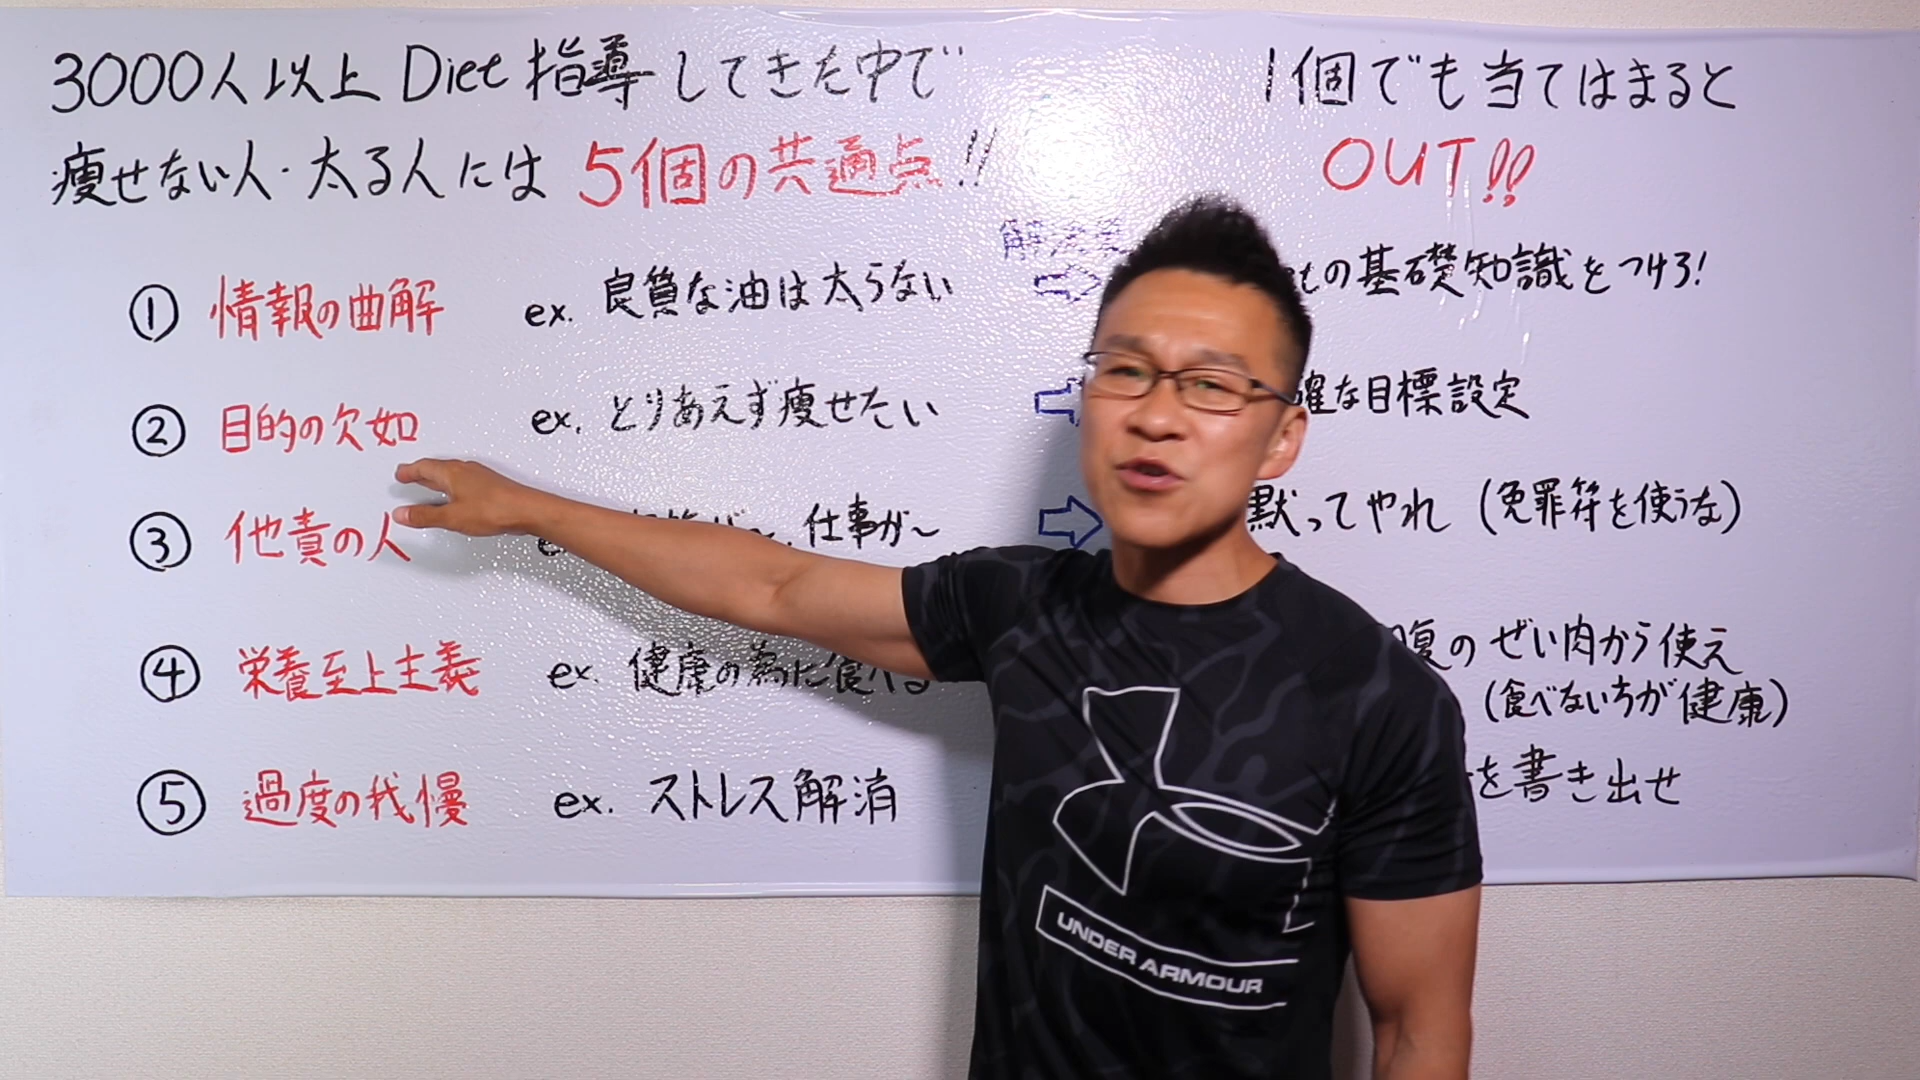 3000人以上 Diet 指導してきた中で
痩せない人・太る人には 5個の共通点!!
1個でも当てはまると
OUT!!
解決策
① 情報の曲解 ex. 良質な油は太らない ⇨ の基礎知識をつけろ!
② 目的の欠如 ex. とりあえず痩せたい 確な目標設定
③ 他責の人 仕事が〜 ⇨ 黙ってやれ (免罪符を使うな)
④ 栄養至上主義 ex. 健康の為に食べる 腹のぜい肉から使え
(食べないちが健康)
⑤ 過度の我慢 ex. ストレス解消 を書き出せ
UNDER ARMOUR